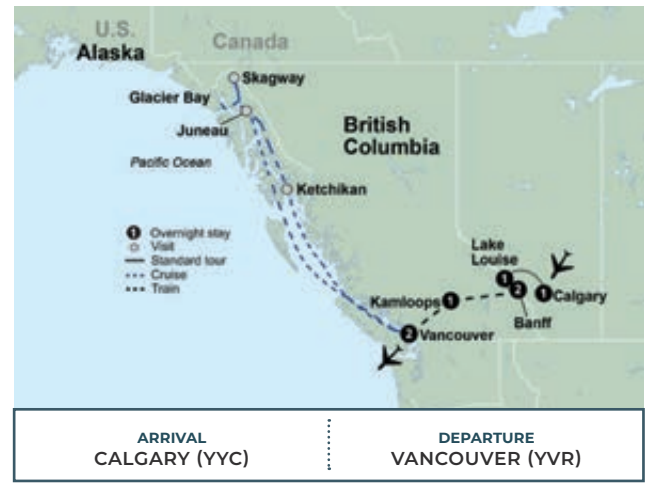 U.S.
Alaska
Canada
Skagway
Glacier Bay
Juneau
British
Columbia
Pacific Ocean
Ketchikan
1 Overnight stay
Visit
Standard tour
Cruise
Train
Lake
Louise
1
2
Kamloops 1
1 Calgary
Banff
2 Vancouver
ARRIVAL
CALGARY (YYC)
DEPARTURE
VANCOUVER (YVR)